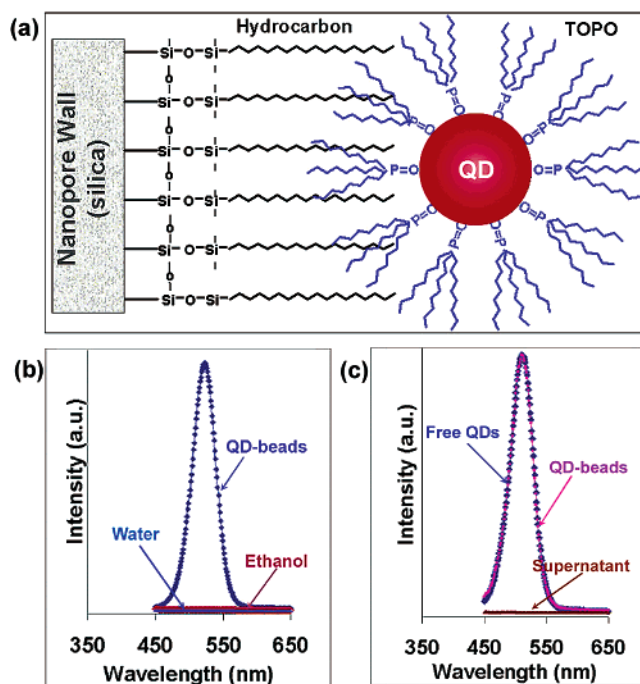 (a)
Hydrocarbon
TOPO
Nanopore Wall
(silica)
Si—O—Si
O
Si—O—Si
O
Si—O—Si
O
Si—O—Si
O
Si—O—Si
O
Si—O—Si
QD
P=O
P=O
P=O
P=O
P=O
O=P
O=P
O=P
O=P
O=P
(b)
Intensity (a.u.)
QD-beads
Water
Ethanol
350 450 550 650
Wavelength (nm)
(c)
Intensity (a.u.)
Free QDs
QD-beads
Supernatant
350 450 550 650
Wavelength (nm)